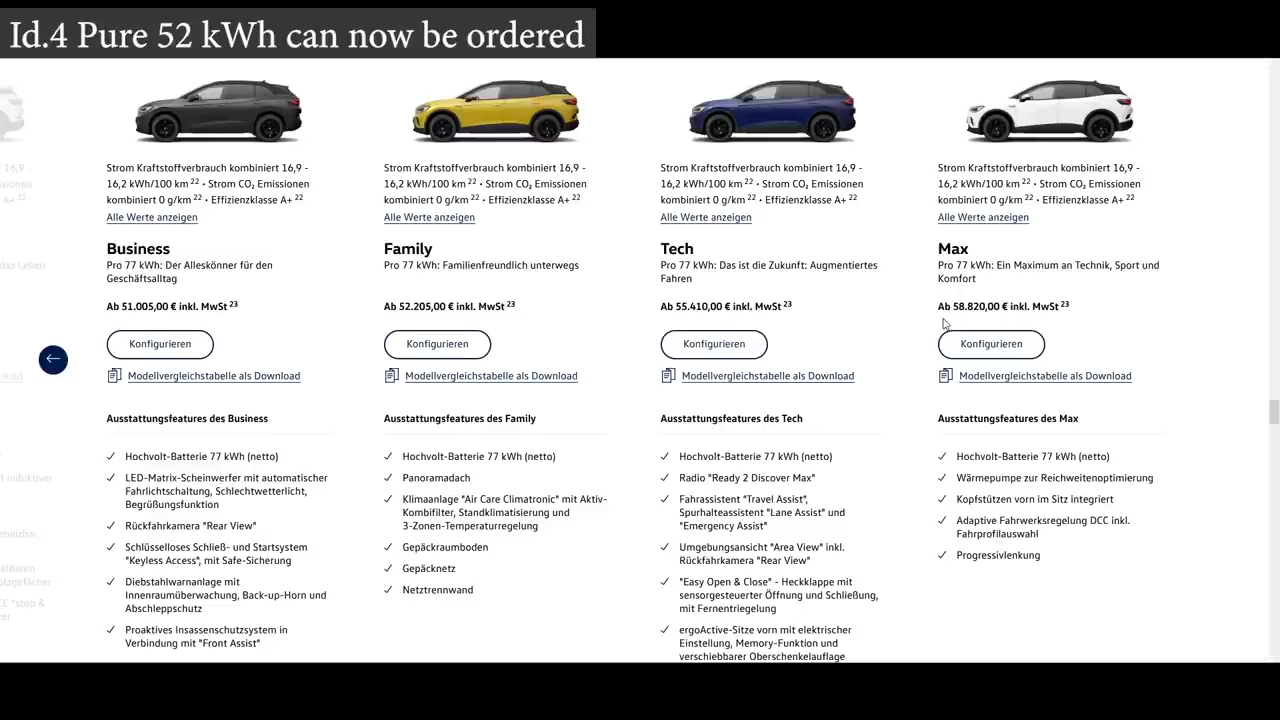 Id.4 Pure 52 kWh can now be ordered
16,9 -
Strom Kraftstoffverbrauch kombiniert 16,9 -
16,2 kWh/100 km 22 • Strom CO₂ Emissionen
kombiniert 0 g/km 22 • Effizienzklasse A+ 22
Alle Werte anzeigen
Business
Pro 77 kWh: Der Alleskönner für den
Geschäftsalltag
Ab 51.005,00 € inkl. MwSt 23
Konfigurieren
Modellvergleichstabelle als Download
Ausstattungsfeatures des Business
Hochvolt-Batterie 77 kWh (netto)
LED-Matrix-Scheinwerfer mit automatischer
Fahrlichtschaltung, Schlechtwetterlicht,
Begrüßungsfunktion
Rückfahrkamera "Rear View"
Schlüsselloses Schließ- und Startsystem
"Keyless Access", mit Safe-Sicherung
Diebstahlwarnanlage mit
Innenraumüberwachung, Back-up-Horn und
Abschleppschutz
Proaktives Insassenschutzsystem in
Verbindung mit "Front Assist"
Strom Kraftstoffverbrauch kombiniert 16,9 -
16,2 kWh/100 km 22 • Strom CO₂ Emissionen
kombiniert 0 g/km 22 • Effizienzklasse A+ 22
Alle Werte anzeigen
Family
Pro 77 kWh: Familienfreundlich unterwegs
Ab 52.205,00 € inkl. MwSt 23
Konfigurieren
Modellvergleichstabelle als Download
Ausstattungsfeatures des Family
Hochvolt-Batterie 77 kWh (netto)
Panoramadach
Klimaanlage "Air Care Climatronic" mit Aktiv-
Kombifilter, Standklimatisierung und
3-Zonen-Temperaturregelung
Gepäckraumboden
Gepäcknetz
Netztrennwand
Strom Kraftstoffverbrauch kombiniert 16,9 -
16,2 kWh/100 km 22 • Strom CO₂ Emissionen
kombiniert 0 g/km 22 • Effizienzklasse A+ 22
Alle Werte anzeigen
Tech
Pro 77 kWh: Das ist die Zukunft: Augmentiertes
Fahren
Ab 55.410,00 € inkl. MwSt 23
Konfigurieren
Modellvergleichstabelle als Download
Ausstattungsfeatures des Tech
Hochvolt-Batterie 77 kWh (netto)
Radio "Ready 2 Discover Max"
Fahrassistent "Travel Assist",
Spurhalteassistent "Lane Assist" und
"Emergency Assist"
Umgebungsansicht "Area View" inkl.
Rückfahrkamera "Rear View"
"Easy Open & Close" - Heckklappe mit
sensorgesteuerter Öffnung und Schließung,
mit Fernentriegelung
ergoActive-Sitze vorn mit elektrischer
Einstellung, Memory-Funktion und
verschiebbarer Oberschenkelauflage
Strom Kraftstoffverbrauch kombiniert 16,9 -
16,2 kWh/100 km 22 • Strom CO₂ Emissionen
kombiniert 0 g/km 22 • Effizienzklasse A+ 22
Alle Werte anzeigen
Max
Pro 77 kWh: Ein Maximum an Technik, Sport und
Komfort
Ab 58.820,00 € inkl. MwSt 23
Konfigurieren
Modellvergleichstabelle als Download
Ausstattungsfeatures des Max
Hochvolt-Batterie 77 kWh (netto)
Wärmepumpe zur Reichweitenoptimierung
Kopfstützen vorn im Sitz integriert
Adaptive Fahrwerksregelung DCC inkl.
Fahrprofilauswahl
Progressivlenkung